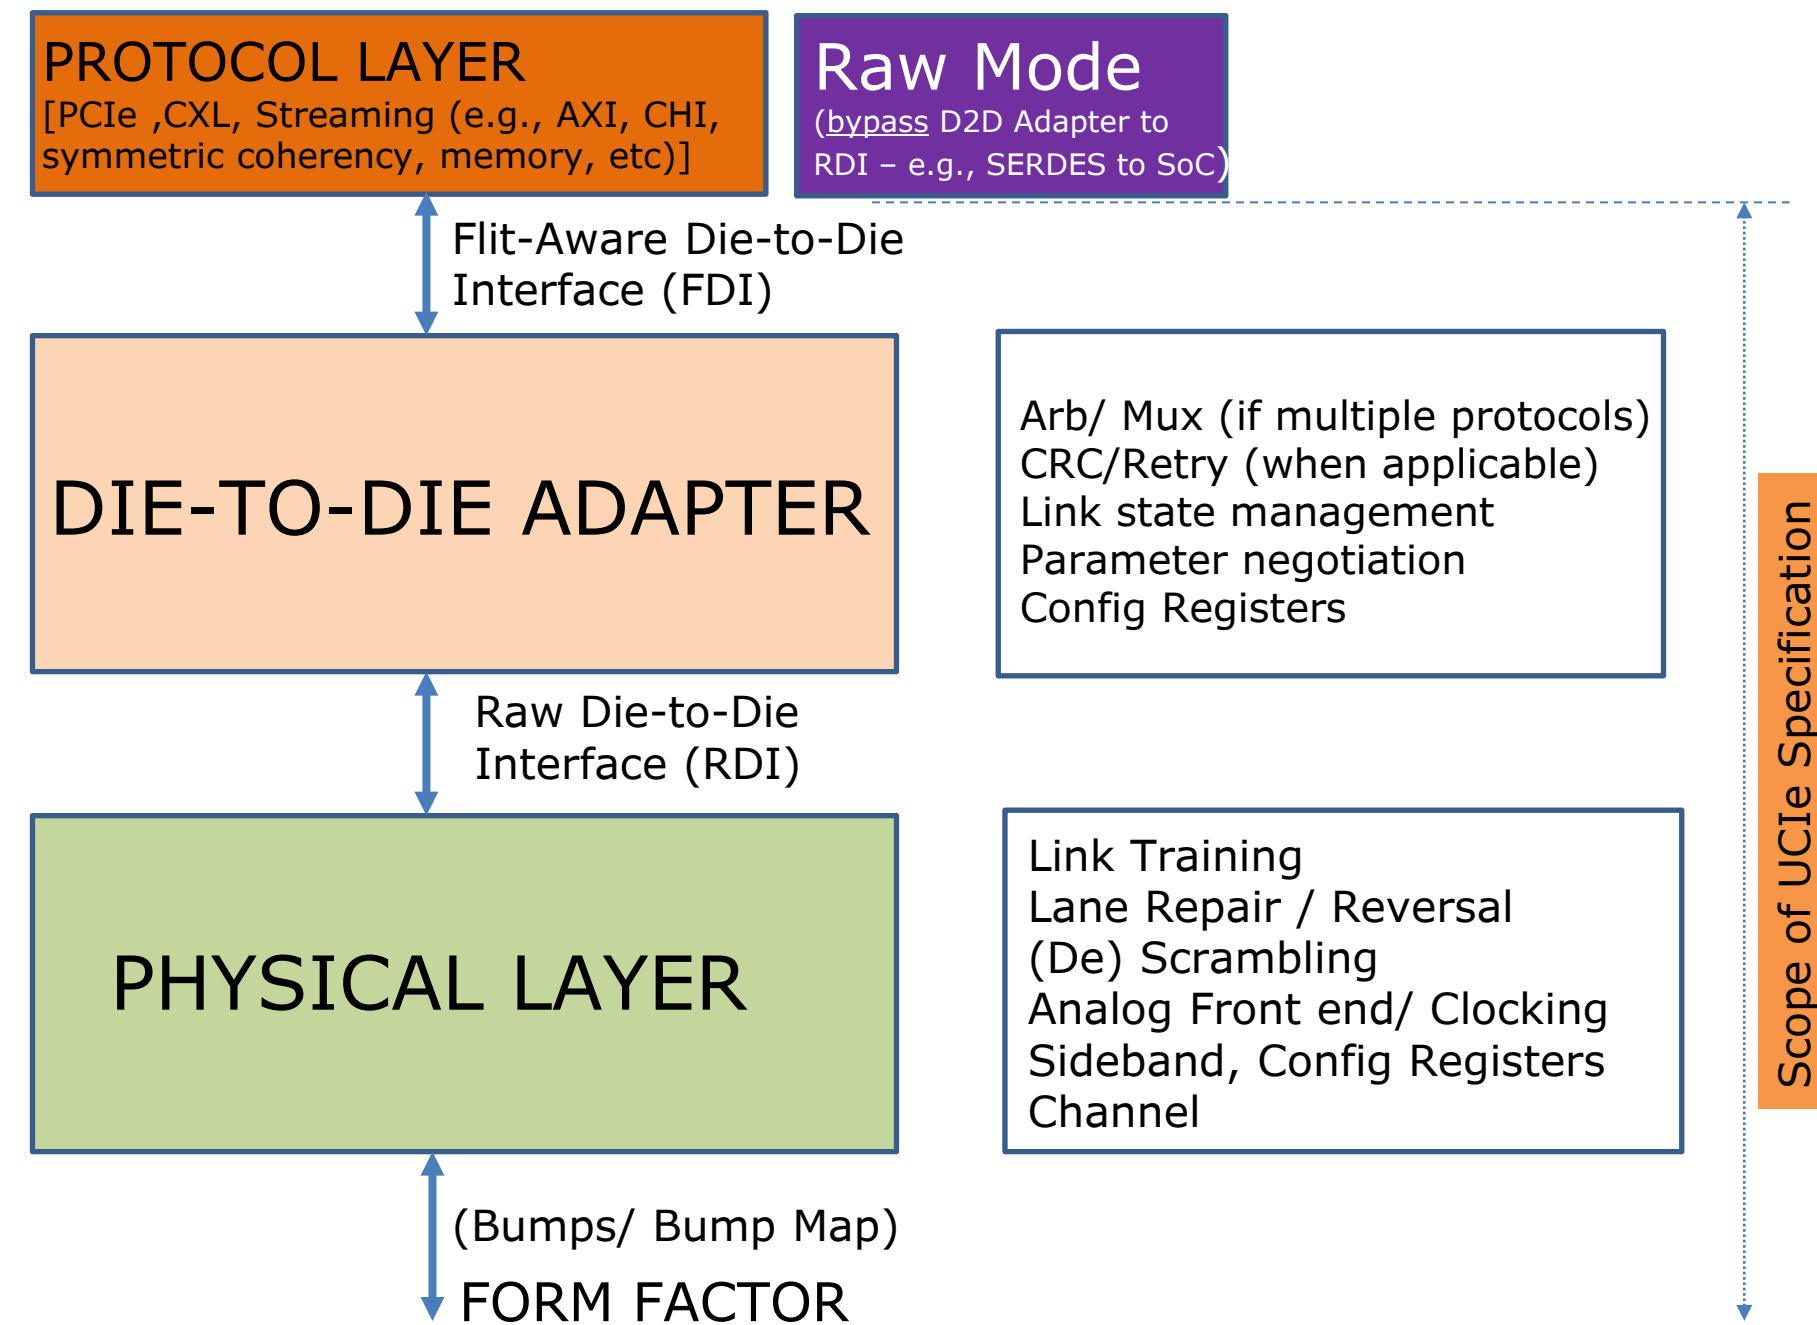 PROTOCOL LAYER
[PCIe ,CXL, Streaming (e.g., AXI, CHI,
symmetric coherency, memory, etc)]
Raw Mode
(bypass D2D Adapter to
RDI – e.g., SERDES to SoC)
Flit-Aware Die-to-Die
Interface (FDI)
DIE-TO-DIE ADAPTER
Arb/ Mux (if multiple protocols)
CRC/Retry (when applicable)
Link state management
Parameter negotiation
Config Registers
Raw Die-to-Die
Interface (RDI)
PHYSICAL LAYER
Link Training
Lane Repair / Reversal
(De) Scrambling
Analog Front end/ Clocking
Sideband, Config Registers
Channel
(Bumps/ Bump Map)
FORM FACTOR
Scope of UCIe Specification